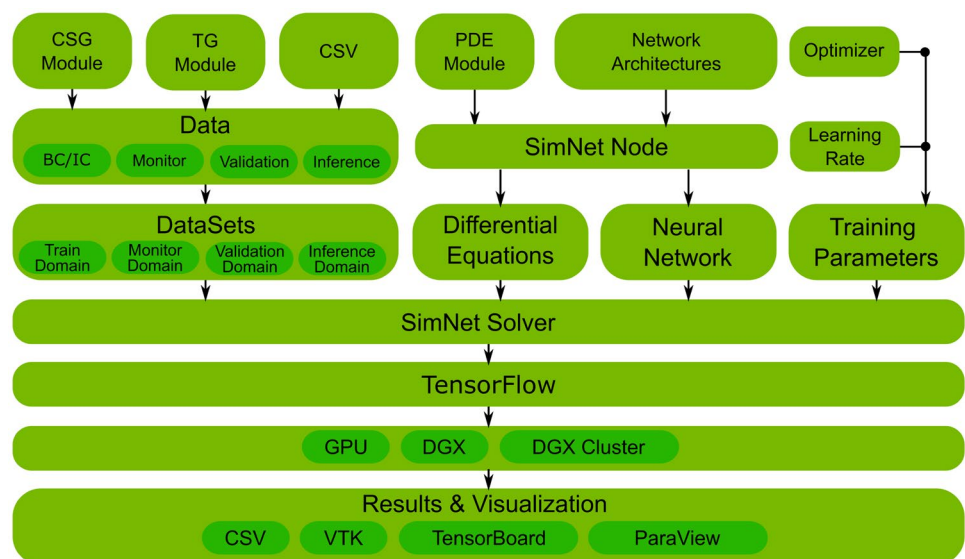 CSG
Module
TG
Module
CSV
PDE
Module
Network
Architectures
Optimizer
Learning
Rate
Data
BC/IC
Monitor
Validation
Inference
SimNet Node
DataSets
Train
Domain
Monitor
Domain
Validation
Domain
Inference
Domain
Differential
Equations
Neural
Network
Training
Parameters
SimNet Solver
TensorFlow
GPU
DGX
DGX Cluster
Results & Visualization
CSV
VTK
TensorBoard
ParaView